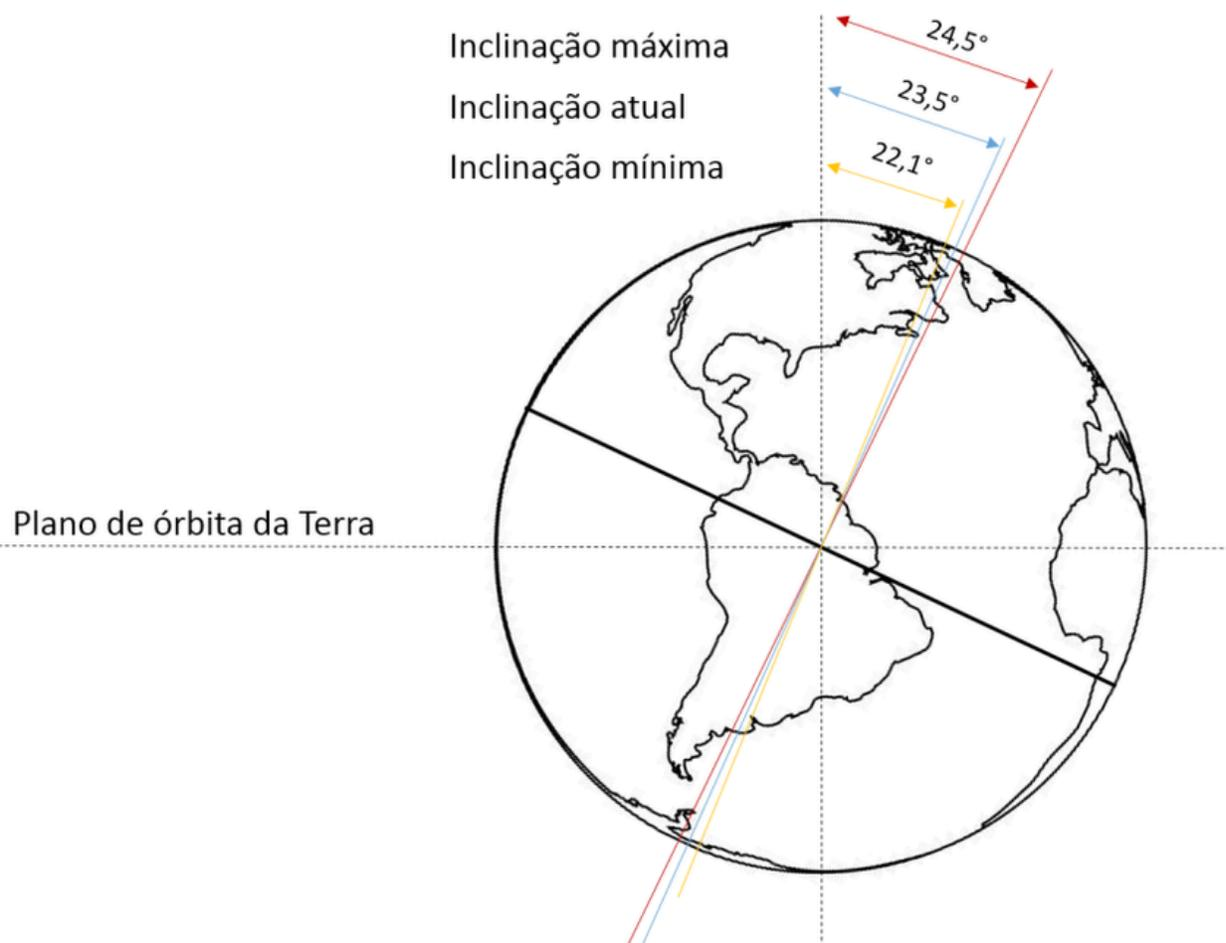 Inclinação máxima
24,5°
Inclinação atual
23,5°
Inclinação mínima
22,1°
Plano de órbita da Terra